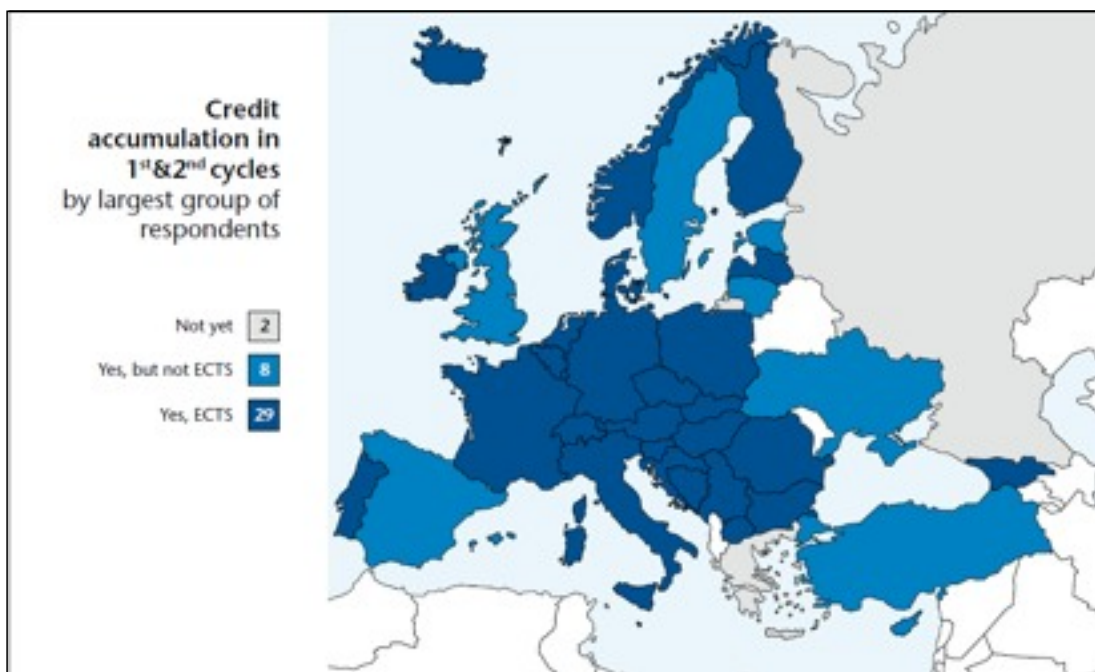 Credit
accumulation in
1st&2nd cycles
by largest group of
respondents
Not yet 2
Yes, but not ECTS 8
Yes, ECTS 29